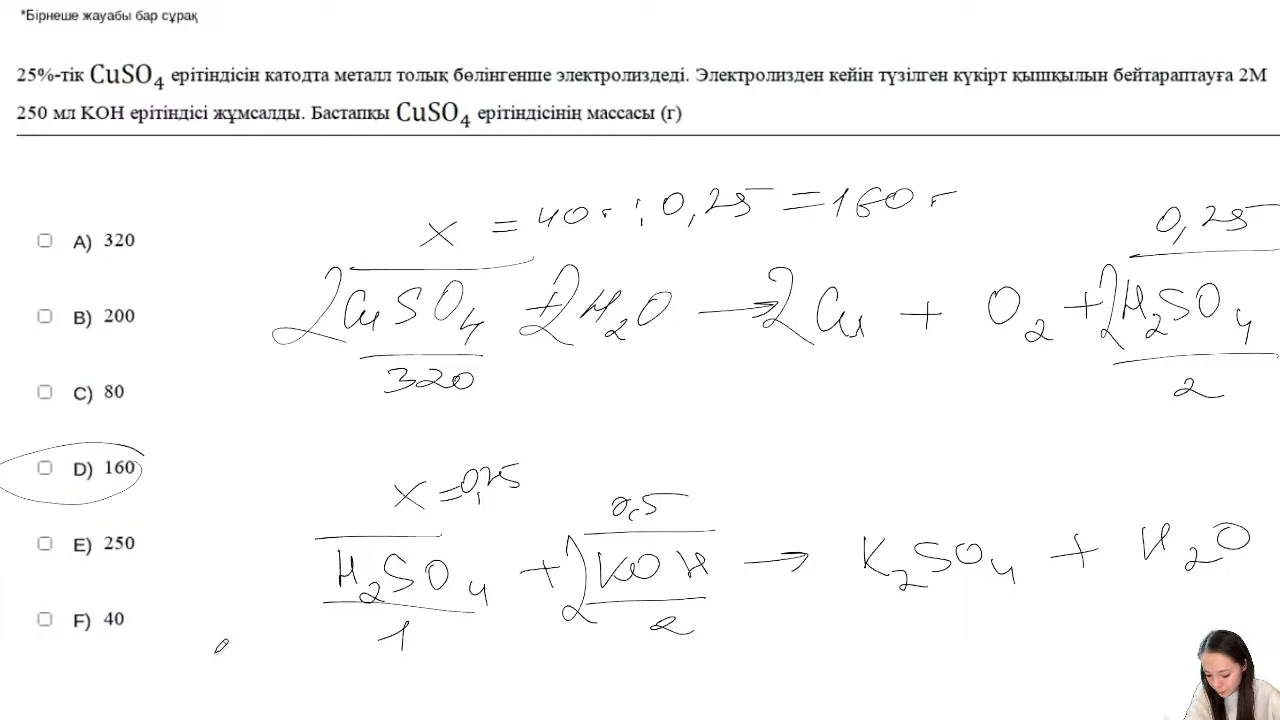 *Бірнеше жауабы бар сұрақ
25%-тік CuSO4 ерітіндісін катодта металл толық бөлінгенше электролиздеді. Электролизден кейін түзілген күкірт қышқылын бейтараптауға 2М
250 мл КОН ерітіндісі жұмсалды. Бастапқы CuSO4 ерітіндісінің массасы (г)
x = 40 г : 0,25 = 160 г
0,25
A) 320
2CuSO4 + 2H2O → 2Cu + O2 + 2H2SO4
B) 200
320
2
C) 80
D) 160
x = 0,25
0,5
E) 250
H2SO4 + 2KOH → K2SO4 + H2O
F) 40
1
2